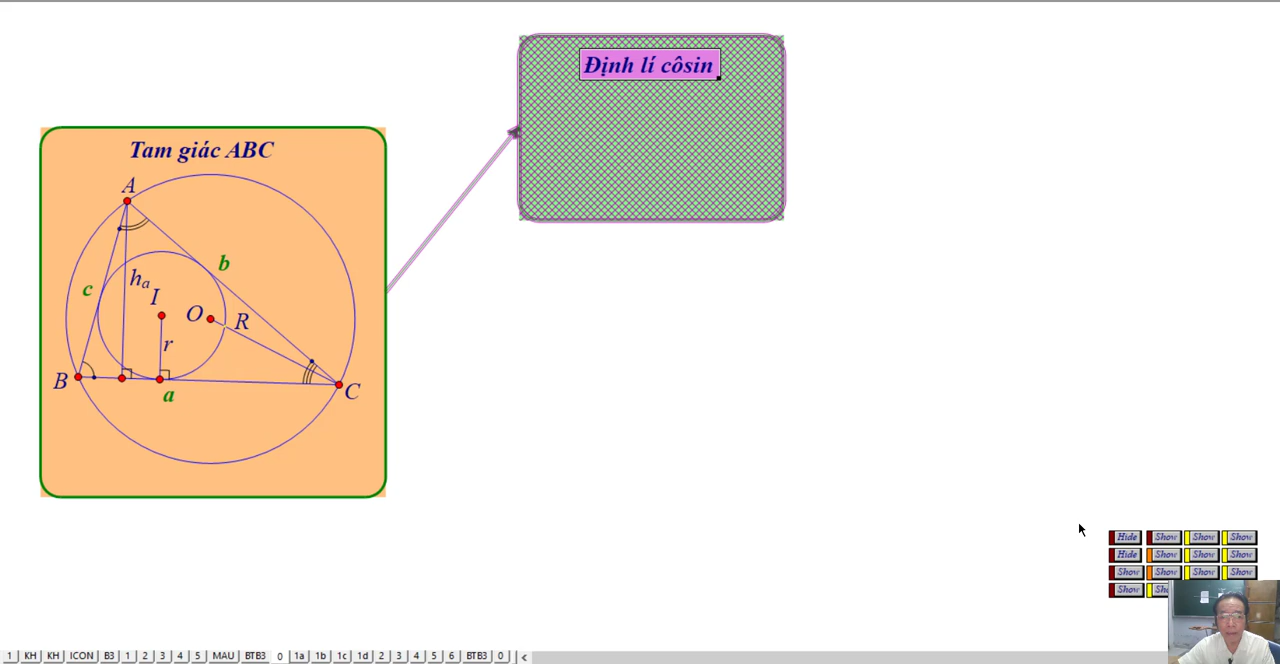 Định lí côsin
Tam giác ABC
A
b
c
hₐ
I
O
R
r
B
C
a
Hide Show Show Show
Hide Show Show Show
Show Show Show Show
Show
1 KH KH ICON B3 1 2 3 4 5 MAU BTB3 0 1a 1b 1c 1d 2 3 4 5 6 BTB3 0 <